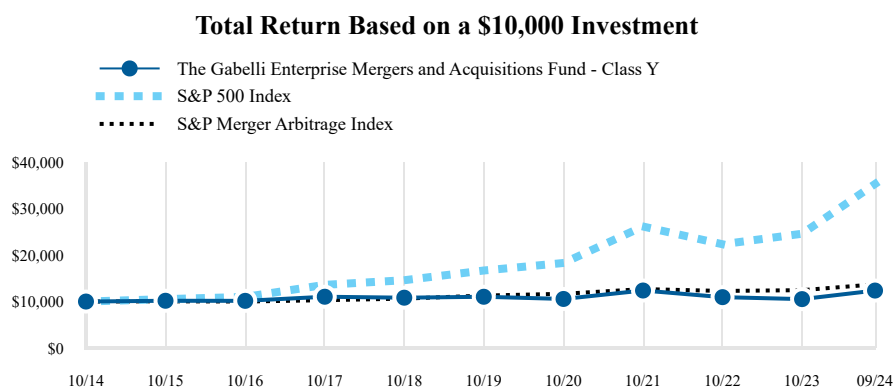 Total Return Based on a $10,000 Investment
The Gabelli Enterprise Mergers and Acquisitions Fund - Class Y
S&P 500 Index
S&P Merger Arbitrage Index
$40,000
$30,000
$20,000
$10,000
$0
10/14 10/15 10/16 10/17 10/18 10/19 10/20 10/21 10/22 10/23 09/24